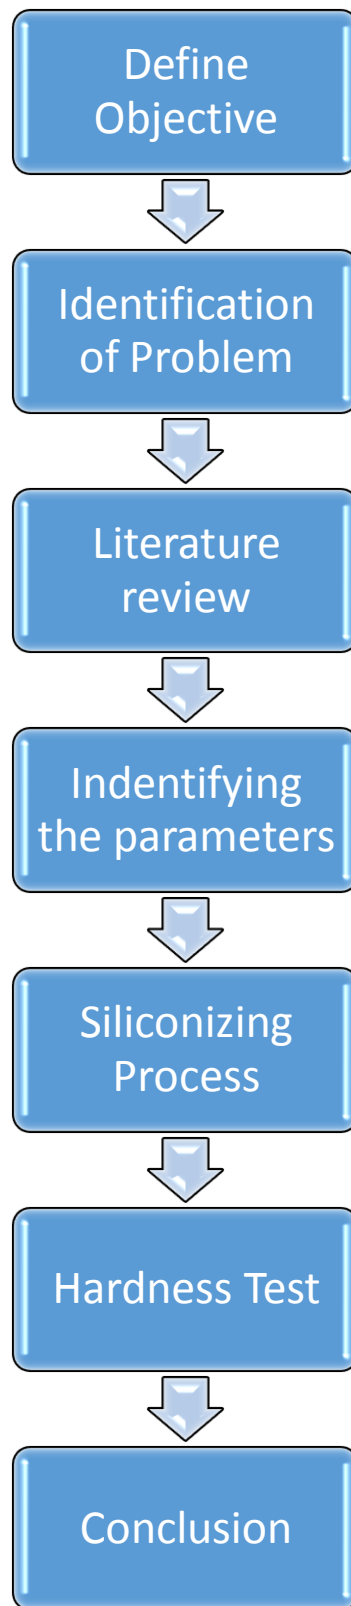 Define
Objective
Identification
of Problem
Literature
review
Indentifying
the parameters
Siliconizing
Process
Hardness Test
Conclusion